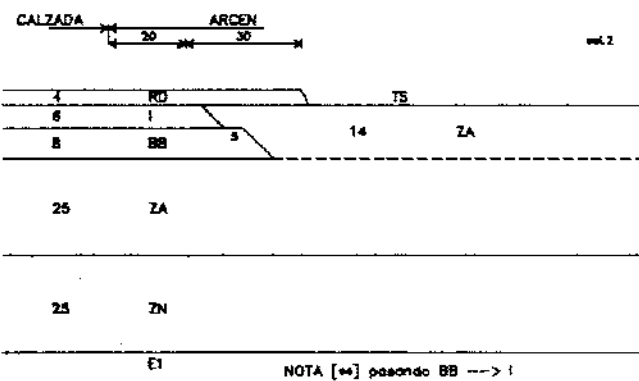 CALZADA ARCEN
20 30
sol.2
4 RD TS
6 I
8 BB 5 14 ZA
25 ZA
25 ZN
E1
NOTA [**] pasando BB ---> I